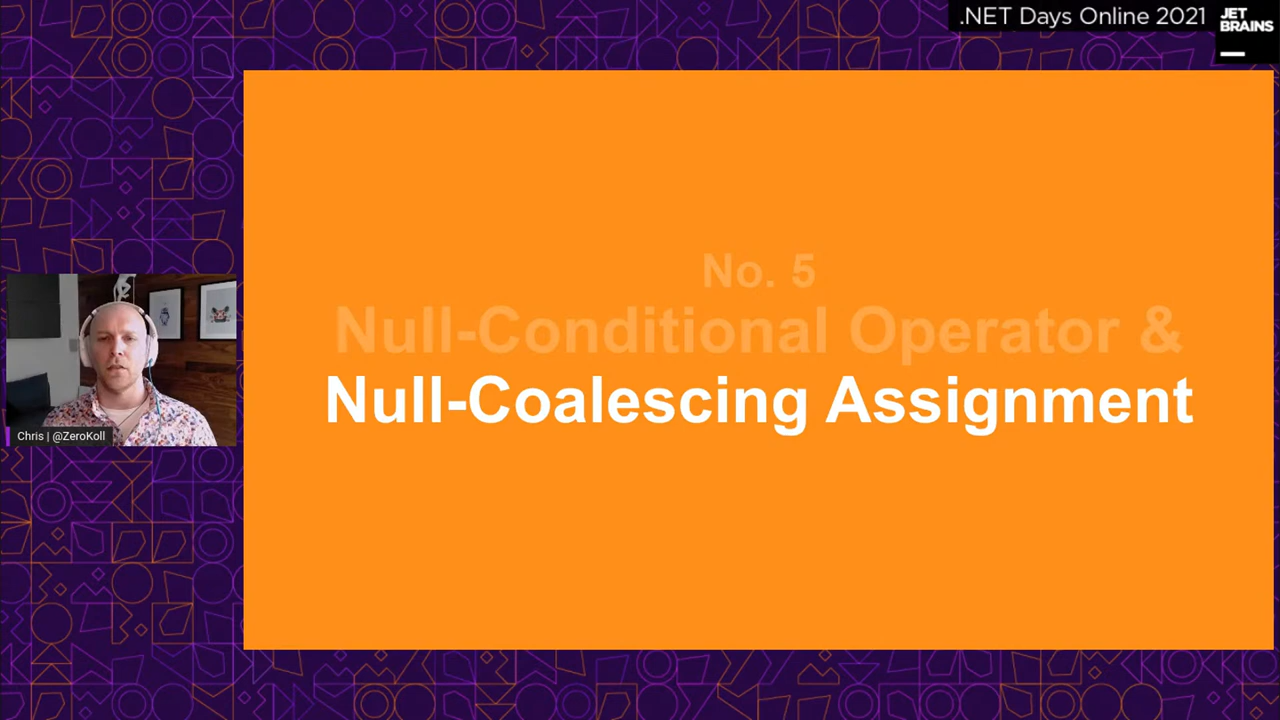 .NET Days Online 2021
JET
BRAINS
No. 5
Null-Conditional Operator &
Null-Coalescing Assignment
Chris | @ZeroKoll